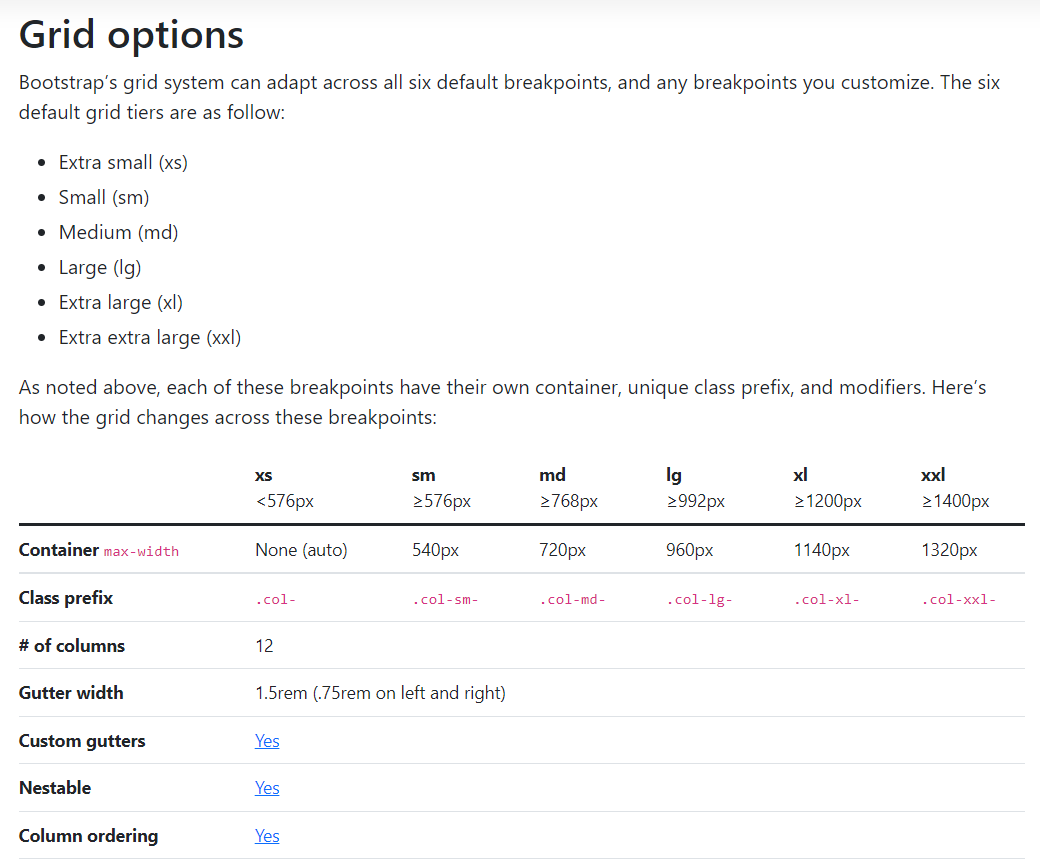 Grid options
Bootstrap’s grid system can adapt across all six default breakpoints, and any breakpoints you customize. The six
default grid tiers are as follow:
• Extra small (xs)
• Small (sm)
• Medium (md)
• Large (lg)
• Extra large (xl)
• Extra extra large (xxl)
As noted above, each of these breakpoints have their own container, unique class prefix, and modifiers. Here’s
how the grid changes across these breakpoints:
xs sm md lg xl xxl
<576px ≥576px ≥768px ≥992px ≥1200px ≥1400px
Container max-width None (auto) 540px 720px 960px 1140px 1320px
Class prefix .col- .col-sm- .col-md- .col-lg- .col-xl- .col-xxl-
# of columns 12
Gutter width 1.5rem (.75rem on left and right)
Custom gutters Yes
Nestable Yes
Column ordering Yes